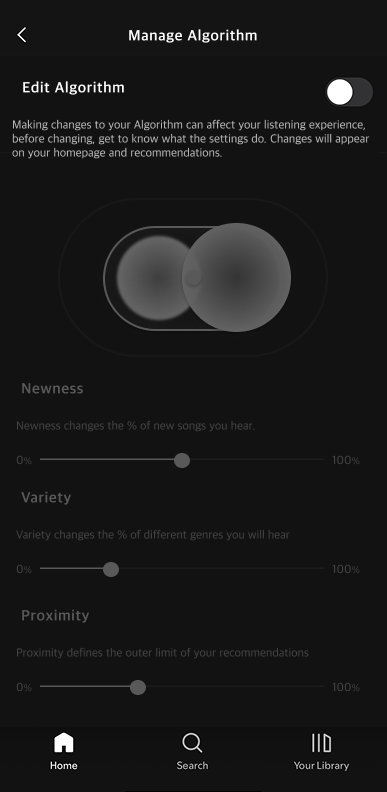 Manage Algorithm
Edit Algorithm
Making changes to your Algorithm can affect your listening experience,
before changing, get to know what the settings do. Changes will appear
on your homepage and recommendations.
Newness
Newness changes the % of new songs you hear.
0% 100%
Variety
Variety changes the % of different genres you will hear
0% 100%
Proximity
Proximity defines the outer limit of your recommendations
0% 100%
Home Search Your Library